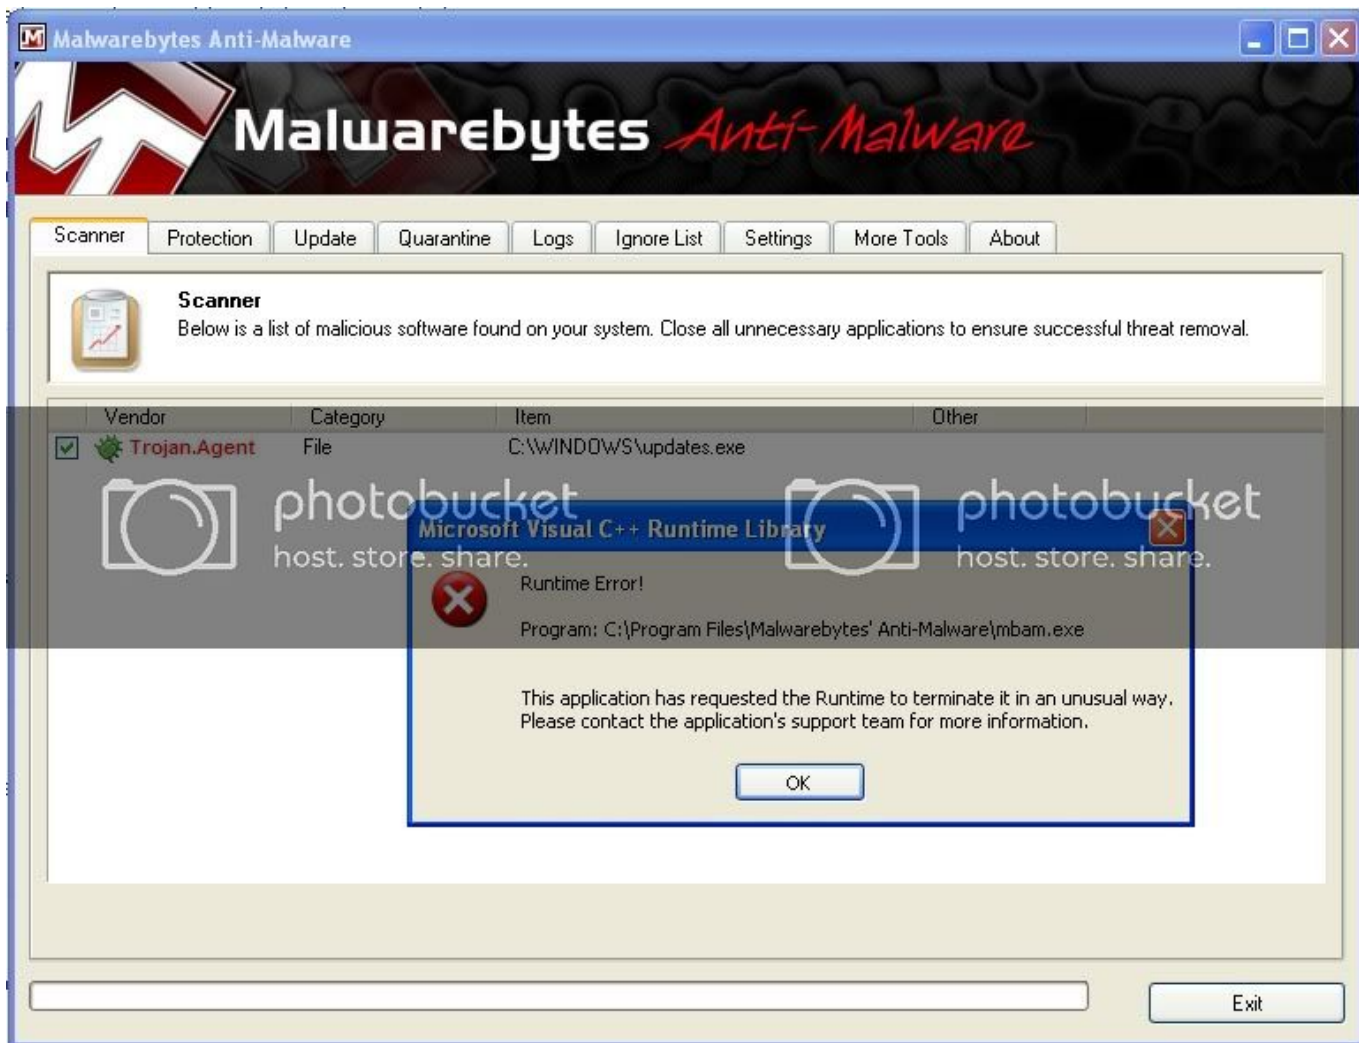 Malwarebytes Anti-Malware
Malwarebytes Anti-Malware
Scanner Protection Update Quarantine Logs Ignore List Settings More Tools About
Scanner
Below is a list of malicious software found on your system. Close all unnecessary applications to ensure successful threat removal.
Vendor Category Item Other
Trojan.Agent File C:\WINDOWS\updates.exe
photobucket
host. store. share.
photobucket
host. store. share.
Microsoft Visual C++ Runtime Library
Runtime Error!
Program: C:\Program Files\Malwarebytes' Anti-Malware\mbam.exe
This application has requested the Runtime to terminate it in an unusual way.
Please contact the application's support team for more information.
OK
Exit